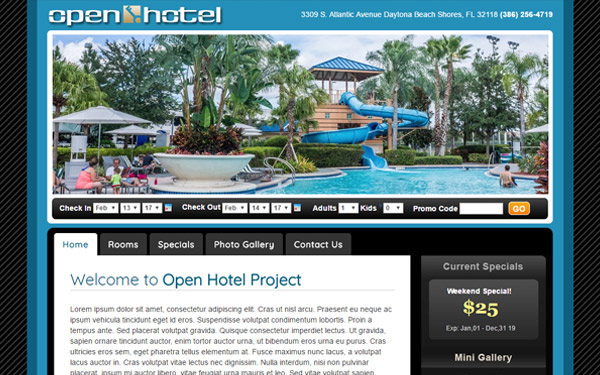 open hotel
3309 S. Atlantic Avenue Daytona Beach Shores, FL 32118 (386) 256-4719
Check In Feb 13 17 Check Out Feb 14 17 Adults 1 Kids 0 Promo Code GO
Home Rooms Specials Photo Gallery Contact Us
Welcome to Open Hotel Project
Lorem ipsum dolor sit amet, consectetur adipiscing elit. Cras ut nisl arcu. Praesent eu neque ac
ipsum vehicula tincidunt eget id eros. Suspendisse volutpat condimentum lobortis. Proin a
tempus ante. Sed placerat volutpat gravida. Quisque consectetur imperdiet lectus. Ut gravida,
sapien ornare tincidunt auctor, enim tortor auctor urna, ut bibendum eros urna eu purus. Cras
ultricies eros sem, eget pharetra tellus elementum at. Fusce maximus nunc lacus, a volutpat
lacus auctor in. Cras volutpat vitae lectus nec dignissim. Nulla interdum, nisi non pulvinar
placerat, ipsum mi aliquet libero, vitae feugiat urna mauris et leo. Cras volutpat sapien
Current Specials
Weekend Special!
$25
Exp: Jan,01 - Dec,31 19
Mini Gallery